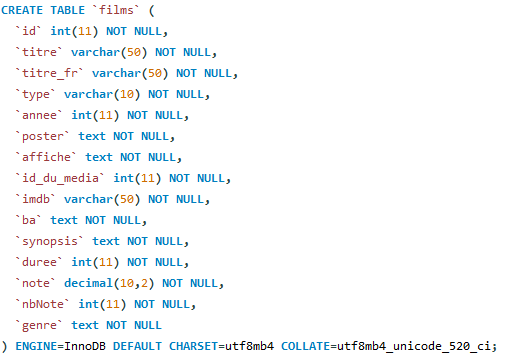 CREATE TABLE `films` (
  `id` int(11) NOT NULL,
  `titre` varchar(50) NOT NULL,
  `titre_fr` varchar(50) NOT NULL,
  `type` varchar(10) NOT NULL,
  `annee` int(11) NOT NULL,
  `poster` text NOT NULL,
  `affiche` text NOT NULL,
  `id_du_media` int(11) NOT NULL,
  `imdb` varchar(50) NOT NULL,
  `ba` text NOT NULL,
  `synopsis` text NOT NULL,
  `duree` int(11) NOT NULL,
  `note` decimal(10,2) NOT NULL,
  `nbNote` int(11) NOT NULL,
  `genre` text NOT NULL
) ENGINE=InnoDB DEFAULT CHARSET=utf8mb4 COLLATE=utf8mb4_unicode_520_ci;